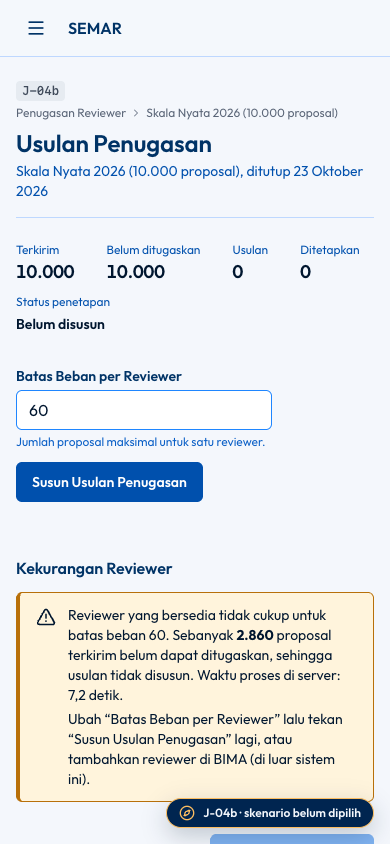 SEMAR
J-04b
Penugasan Reviewer > Skala Nyata 2026 (10.000 proposal)
Usulan Penugasan
Skala Nyata 2026 (10.000 proposal), ditutup 23 Oktober
2026
Terkirim Belum ditugaskan Usulan Ditetapkan
10.000 10.000 0 0
Status penetapan
Belum disusun
Batas Beban per Reviewer
60
Jumlah proposal maksimal untuk satu reviewer.
Susun Usulan Penugasan
Kekurangan Reviewer
Reviewer yang bersedia tidak cukup untuk
batas beban 60. Sebanyak 2.860 proposal
terkirim belum dapat ditugaskan, sehingga
usulan tidak disusun. Waktu proses di server:
7,2 detik.
Ubah “Batas Beban per Reviewer” lalu tekan
“Susun Usulan Penugasan” lagi, atau
tambahkan reviewer di BIMA (di luar sistem
ini).
J-04b · skenario belum dipilih